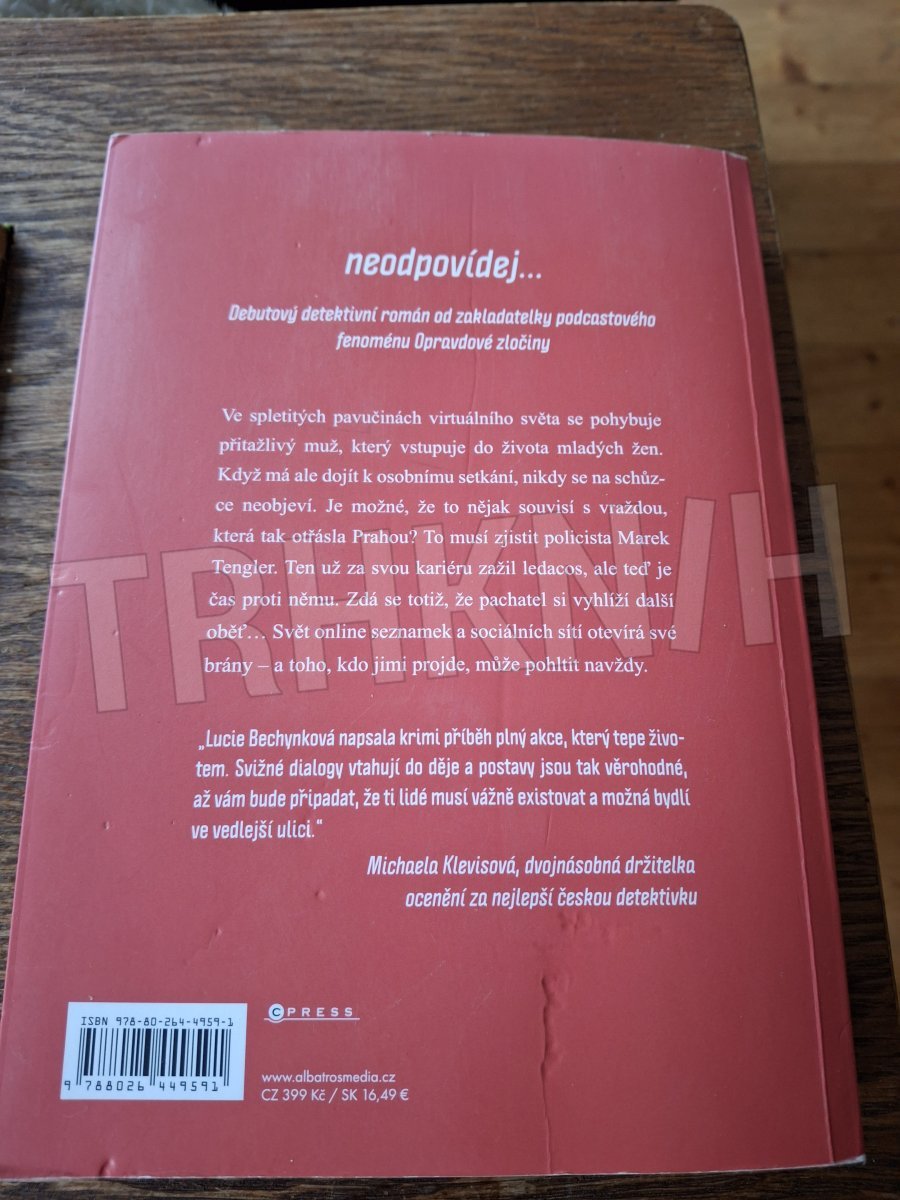 neodpovídej...
Debutový detektivní román od zakladatelky podcastového
fenoménu Opravdové zločiny
Ve spletitých pavučinách virtuálního světa se pohybuje
přitažlivý muž, který vstupuje do života mladých žen.
Když má ale dojít k osobnímu setkání, nikdy se na schůz-
ce neobjeví. Je možné, že to nějak souvisí s vraždou,
která tak otřásla Prahou? To musí zjistit policista Marek
Tengler. Ten už za svou kariéru zažil ledacos, ale teď je
čas proti němu. Zdá se totiž, že pachatel si vyhlíží další
oběť… Svět online seznamek a sociálních sítí otevírá své
brány – a toho, kdo jimi projde, může pohltit navždy.
TRHKNIH
„Lucie Bechynková napsala krimi příběh plný akce, který tepe živo-
tem. Svižné dialogy vtahují do děje a postavy jsou tak věrohodné,
až vám bude připadat, že ti lidé musí vážně existovat a možná bydlí
ve vedlejší ulici.“
Michaela Klevisová, dvojnásobná držitelka
ocenění za nejlepší českou detektivku
ISBN 978-80-264-4959-1
9 788026 449591
CPRESS
www.albatrosmedia.cz
CZ 399 Kč / SK 16,49 €